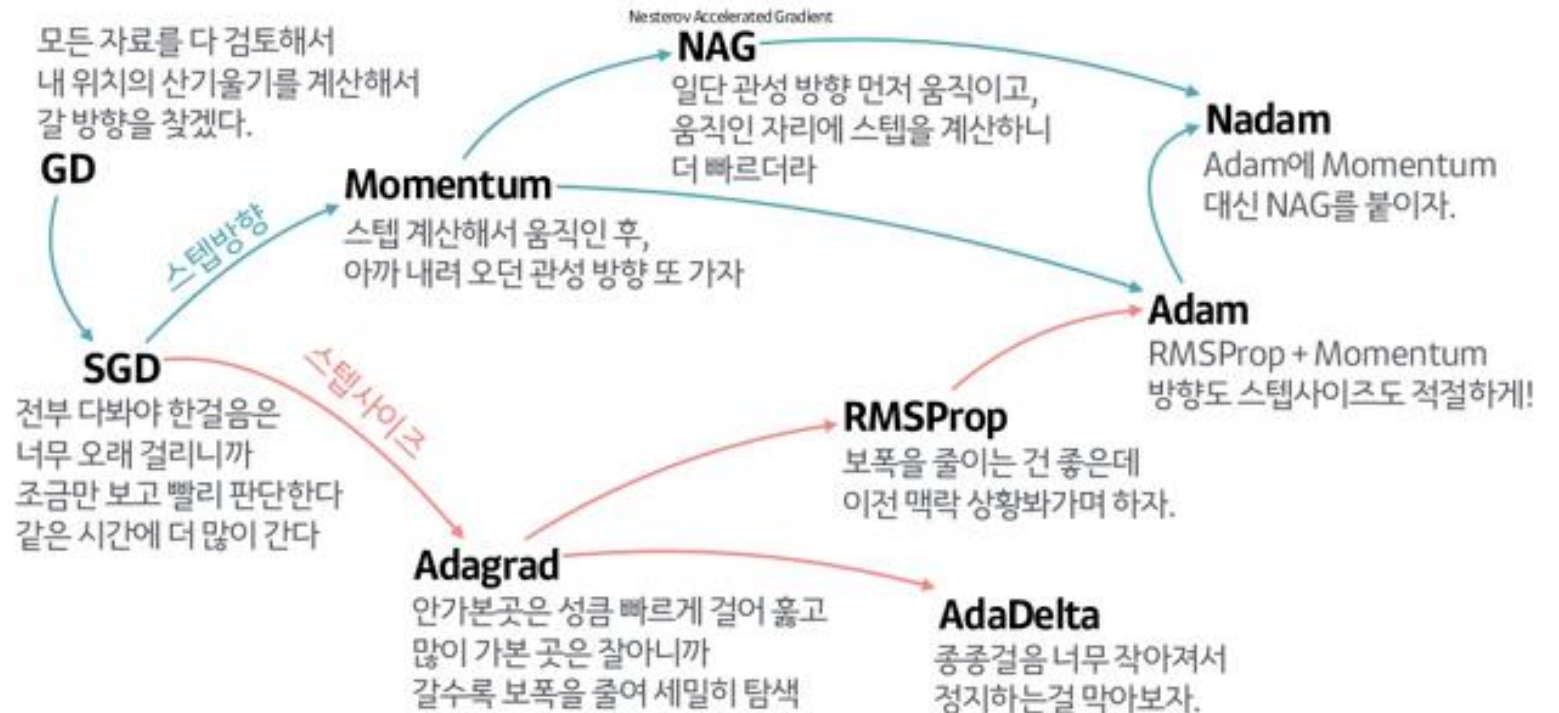 모든 자료를 다 검토해서
내 위치의 산기울기를 계산해서
갈 방향을 찾겠다.
GD
스텝방향
Momentum
스텝 계산해서 움직인 후,
아까 내려 오던 관성 방향 또 가자
Nesterov Accelerated Gradient
NAG
일단 관성 방향 먼저 움직이고,
움직인 자리에 스텝을 계산하니
더 빠르더라
Nadam
Adam에 Momentum
대신 NAG를 붙이자.
Adam
RMSProp + Momentum
방향도 스텝사이즈도 적절하게!
SGD
전부 다봐야 한걸음은
너무 오래 걸리니까
조금만 보고 빨리 판단한다
같은 시간에 더 많이 간다
스텝사이즈
RMSProp
보폭을 줄이는 건 좋은데
이전 맥락 상황봐가며 하자.
Adagrad
안가본곳은 성큼 빠르게 걸어 훑고
많이 가본 곳은 잘아니까
갈수록 보폭을 줄여 세밀히 탐색
AdaDelta
종종걸음 너무 작아져서
정지하는걸 막아보자.